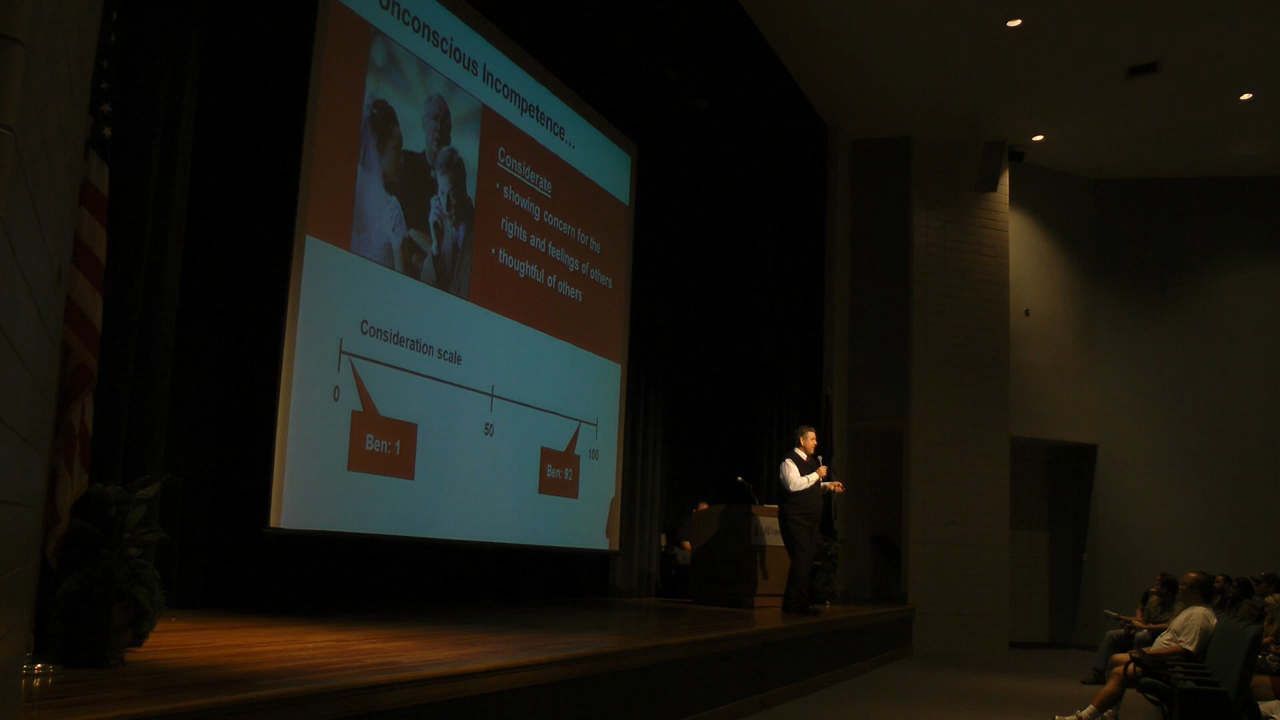 Unconscious Incompetence...
Considerate
• showing concern for the
rights and feelings of others
• thoughtful of others
Consideration scale
0
50
100
Ben: 1
Ben: 92